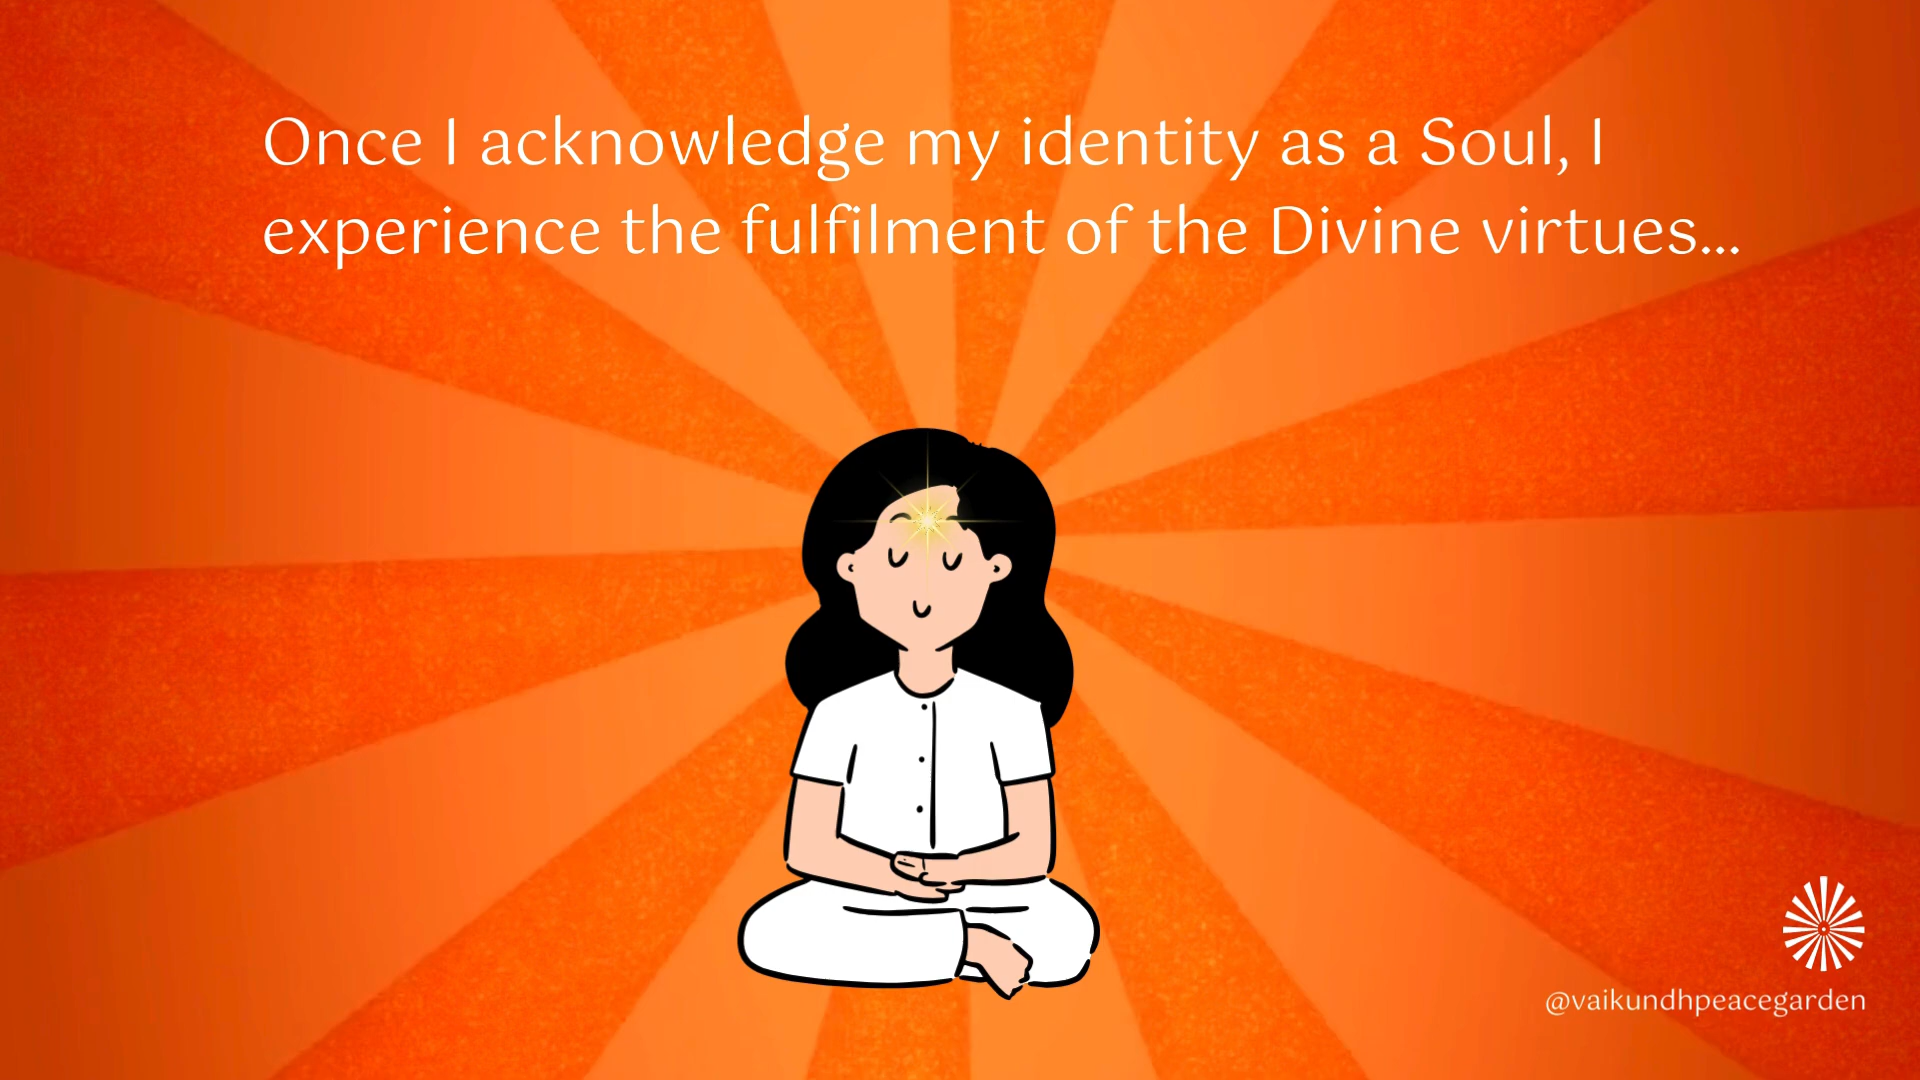 Once I acknowledge my identity as a Soul, I
experience the fulfilment of the Divine virtues...
@vaikundhpeacegarden